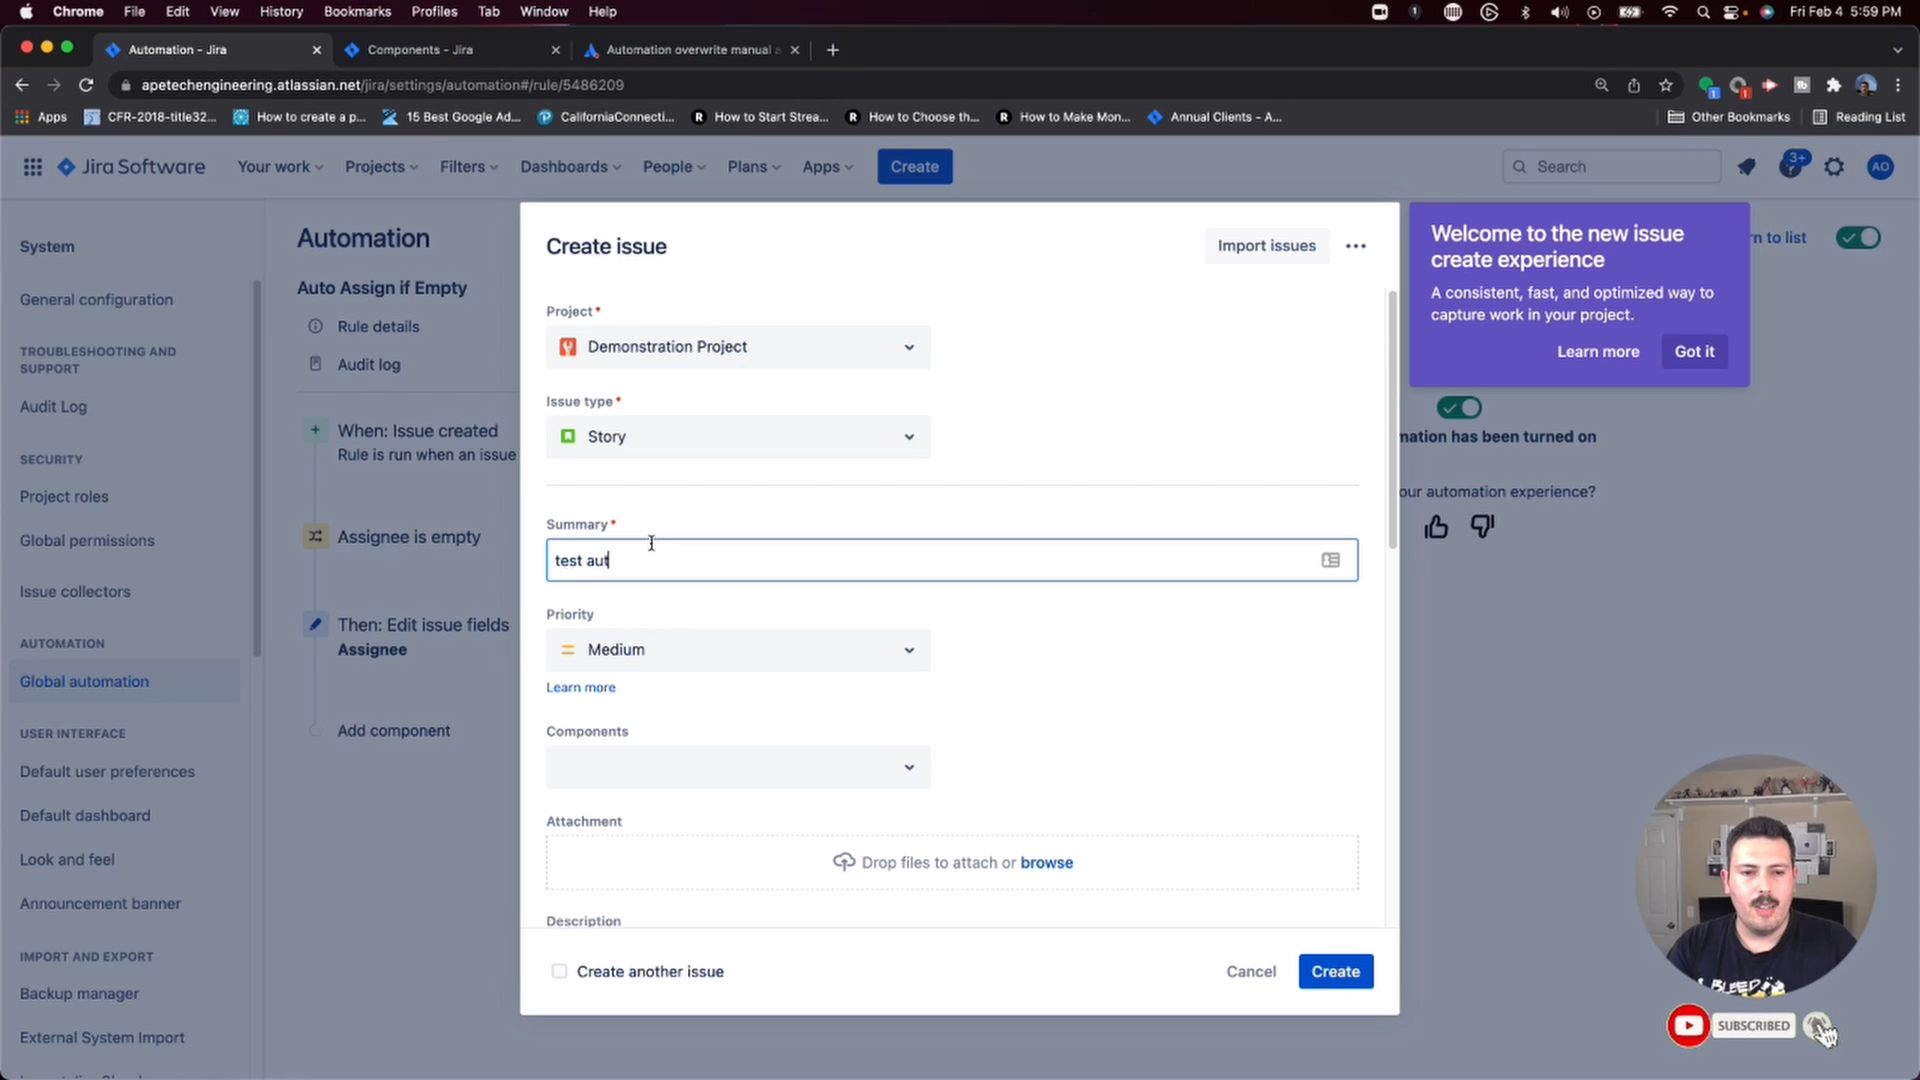 Chrome File Edit View History Bookmarks Profiles Tab Window Help
Fri Feb 4 5:59 PM
Automation - Jira
Components - Jira
Automation overwrite manual
apetechengineering.atlassian.net/jira/settings/automation#/rule/5486209
Apps CFR-2018-title32... How to create a p... 15 Best Google Ad... CaliforniaConnecti... How to Start Strea... How to Choose th... How to Make Mon... Annual Clients - A... Other Bookmarks Reading List
Jira Software Your work Projects Filters Dashboards People Plans Apps Create Search 3+ AO
System
General configuration
TROUBLESHOOTING AND
SUPPORT
Audit Log
SECURITY
Project roles
Global permissions
Issue collectors
AUTOMATION
Global automation
USER INTERFACE
Default user preferences
Default dashboard
Look and feel
Announcement banner
IMPORT AND EXPORT
Backup manager
External System Import
Automation
Auto Assign if Empty
Rule details
Audit log
When: Issue created
Rule is run when an issue
Assignee is empty
Then: Edit issue fields
Assignee
Add component
Create issue
Import issues
Project*
Demonstration Project
Issue type*
Story
Summary*
test aut
Priority
Medium
Learn more
Components
Attachment
Drop files to attach or browse
Description
Create another issue
Cancel
Create
Welcome to the new issue
create experience
A consistent, fast, and optimized way to
capture work in your project.
Learn more
Got it
rn to list
mation has been turned on
our automation experience?
BLEED
SUBSCRIBED